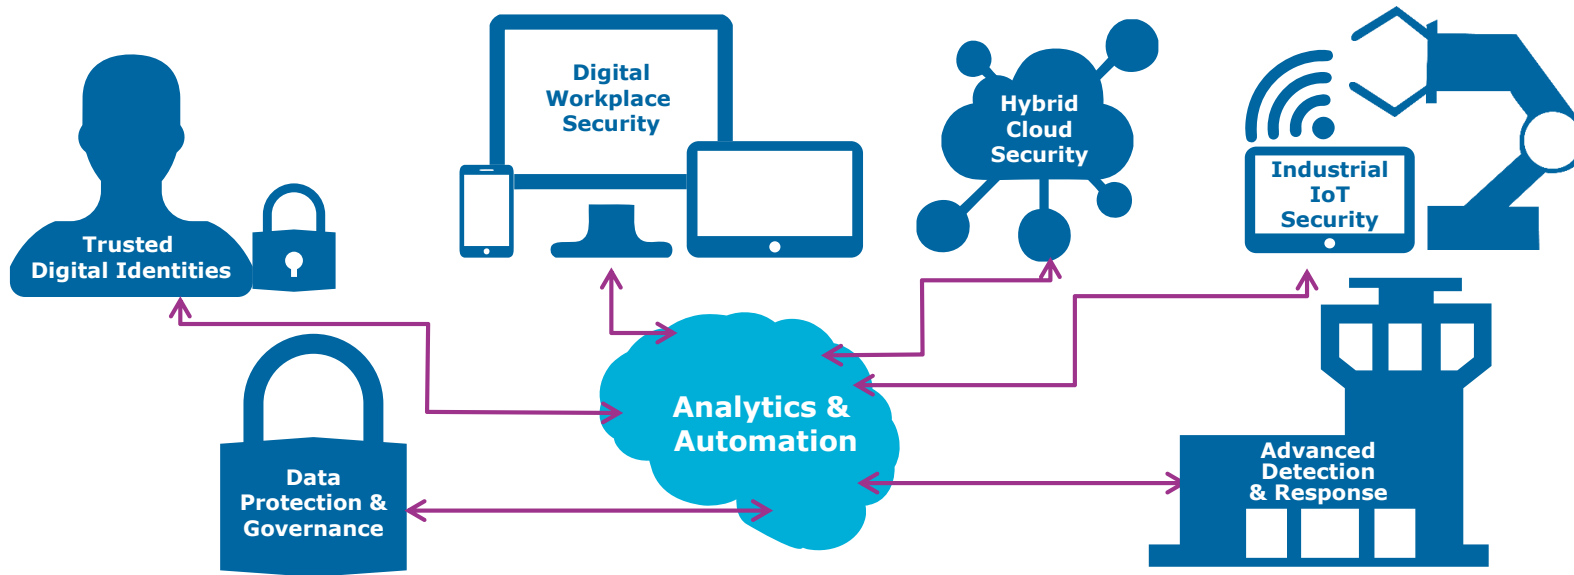 Digital
Workplace
Security
Hybrid
Cloud
Security
Industrial
IoT
Security
Trusted
Digital Identities
Analytics &
Automation
Data
Protection &
Governance
Advanced
Detection
& Response